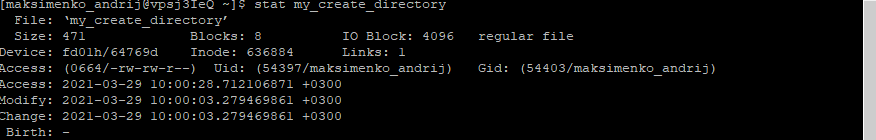 [maksimenko_andrij@vpsj3IeQ ~]$ stat my_create_directory
  File: ‘my_create_directory’
  Size: 471             Blocks: 8          IO Block: 4096   regular file
Device: fd01h/64769d    Inode: 636884      Links: 1
Access: (0664/-rw-rw-r--)  Uid: (54397/maksimenko_andrij)   Gid: (54403/maksimenko_andrij)
Access: 2021-03-29 10:00:28.712106871 +0300
Modify: 2021-03-29 10:00:03.279469861 +0300
Change: 2021-03-29 10:00:03.279469861 +0300
 Birth: -